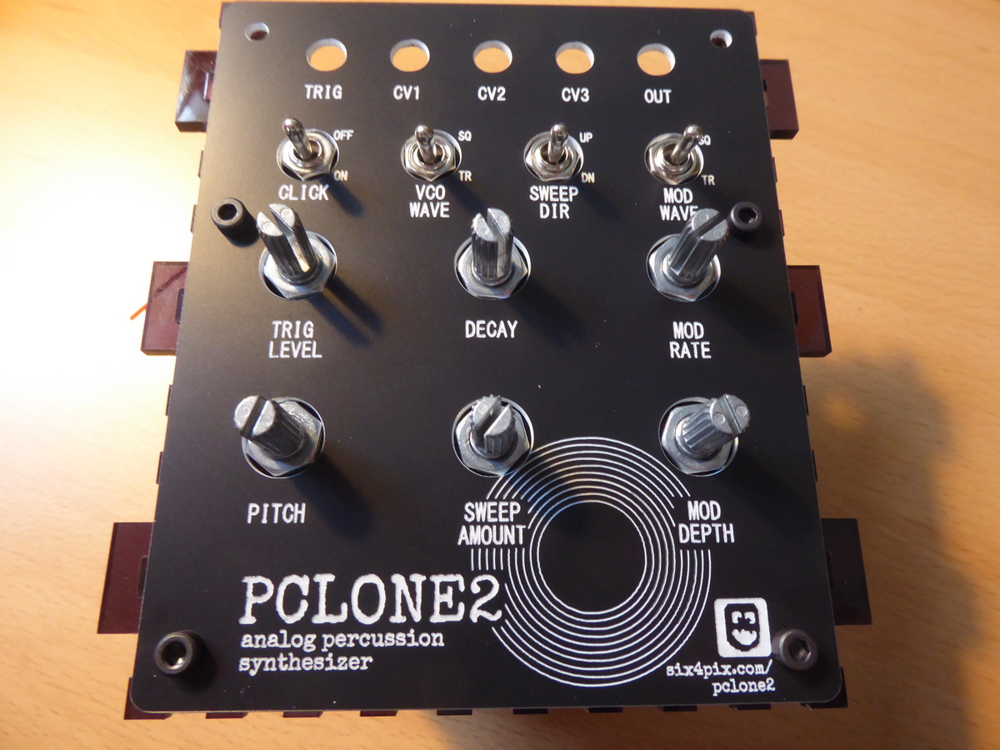 TRIG CV1 CV2 CV3 OUT
OFF SQ UP SQ
ON TR DN TR
CLICK VCO SWEEP MOD
WAVE DIR WAVE
TRIG DECAY MOD
LEVEL RATE
PITCH SWEEP MOD
AMOUNT DEPTH
PCLONE2
analog percussion
synthesizer
six4pix.com/
pclone2